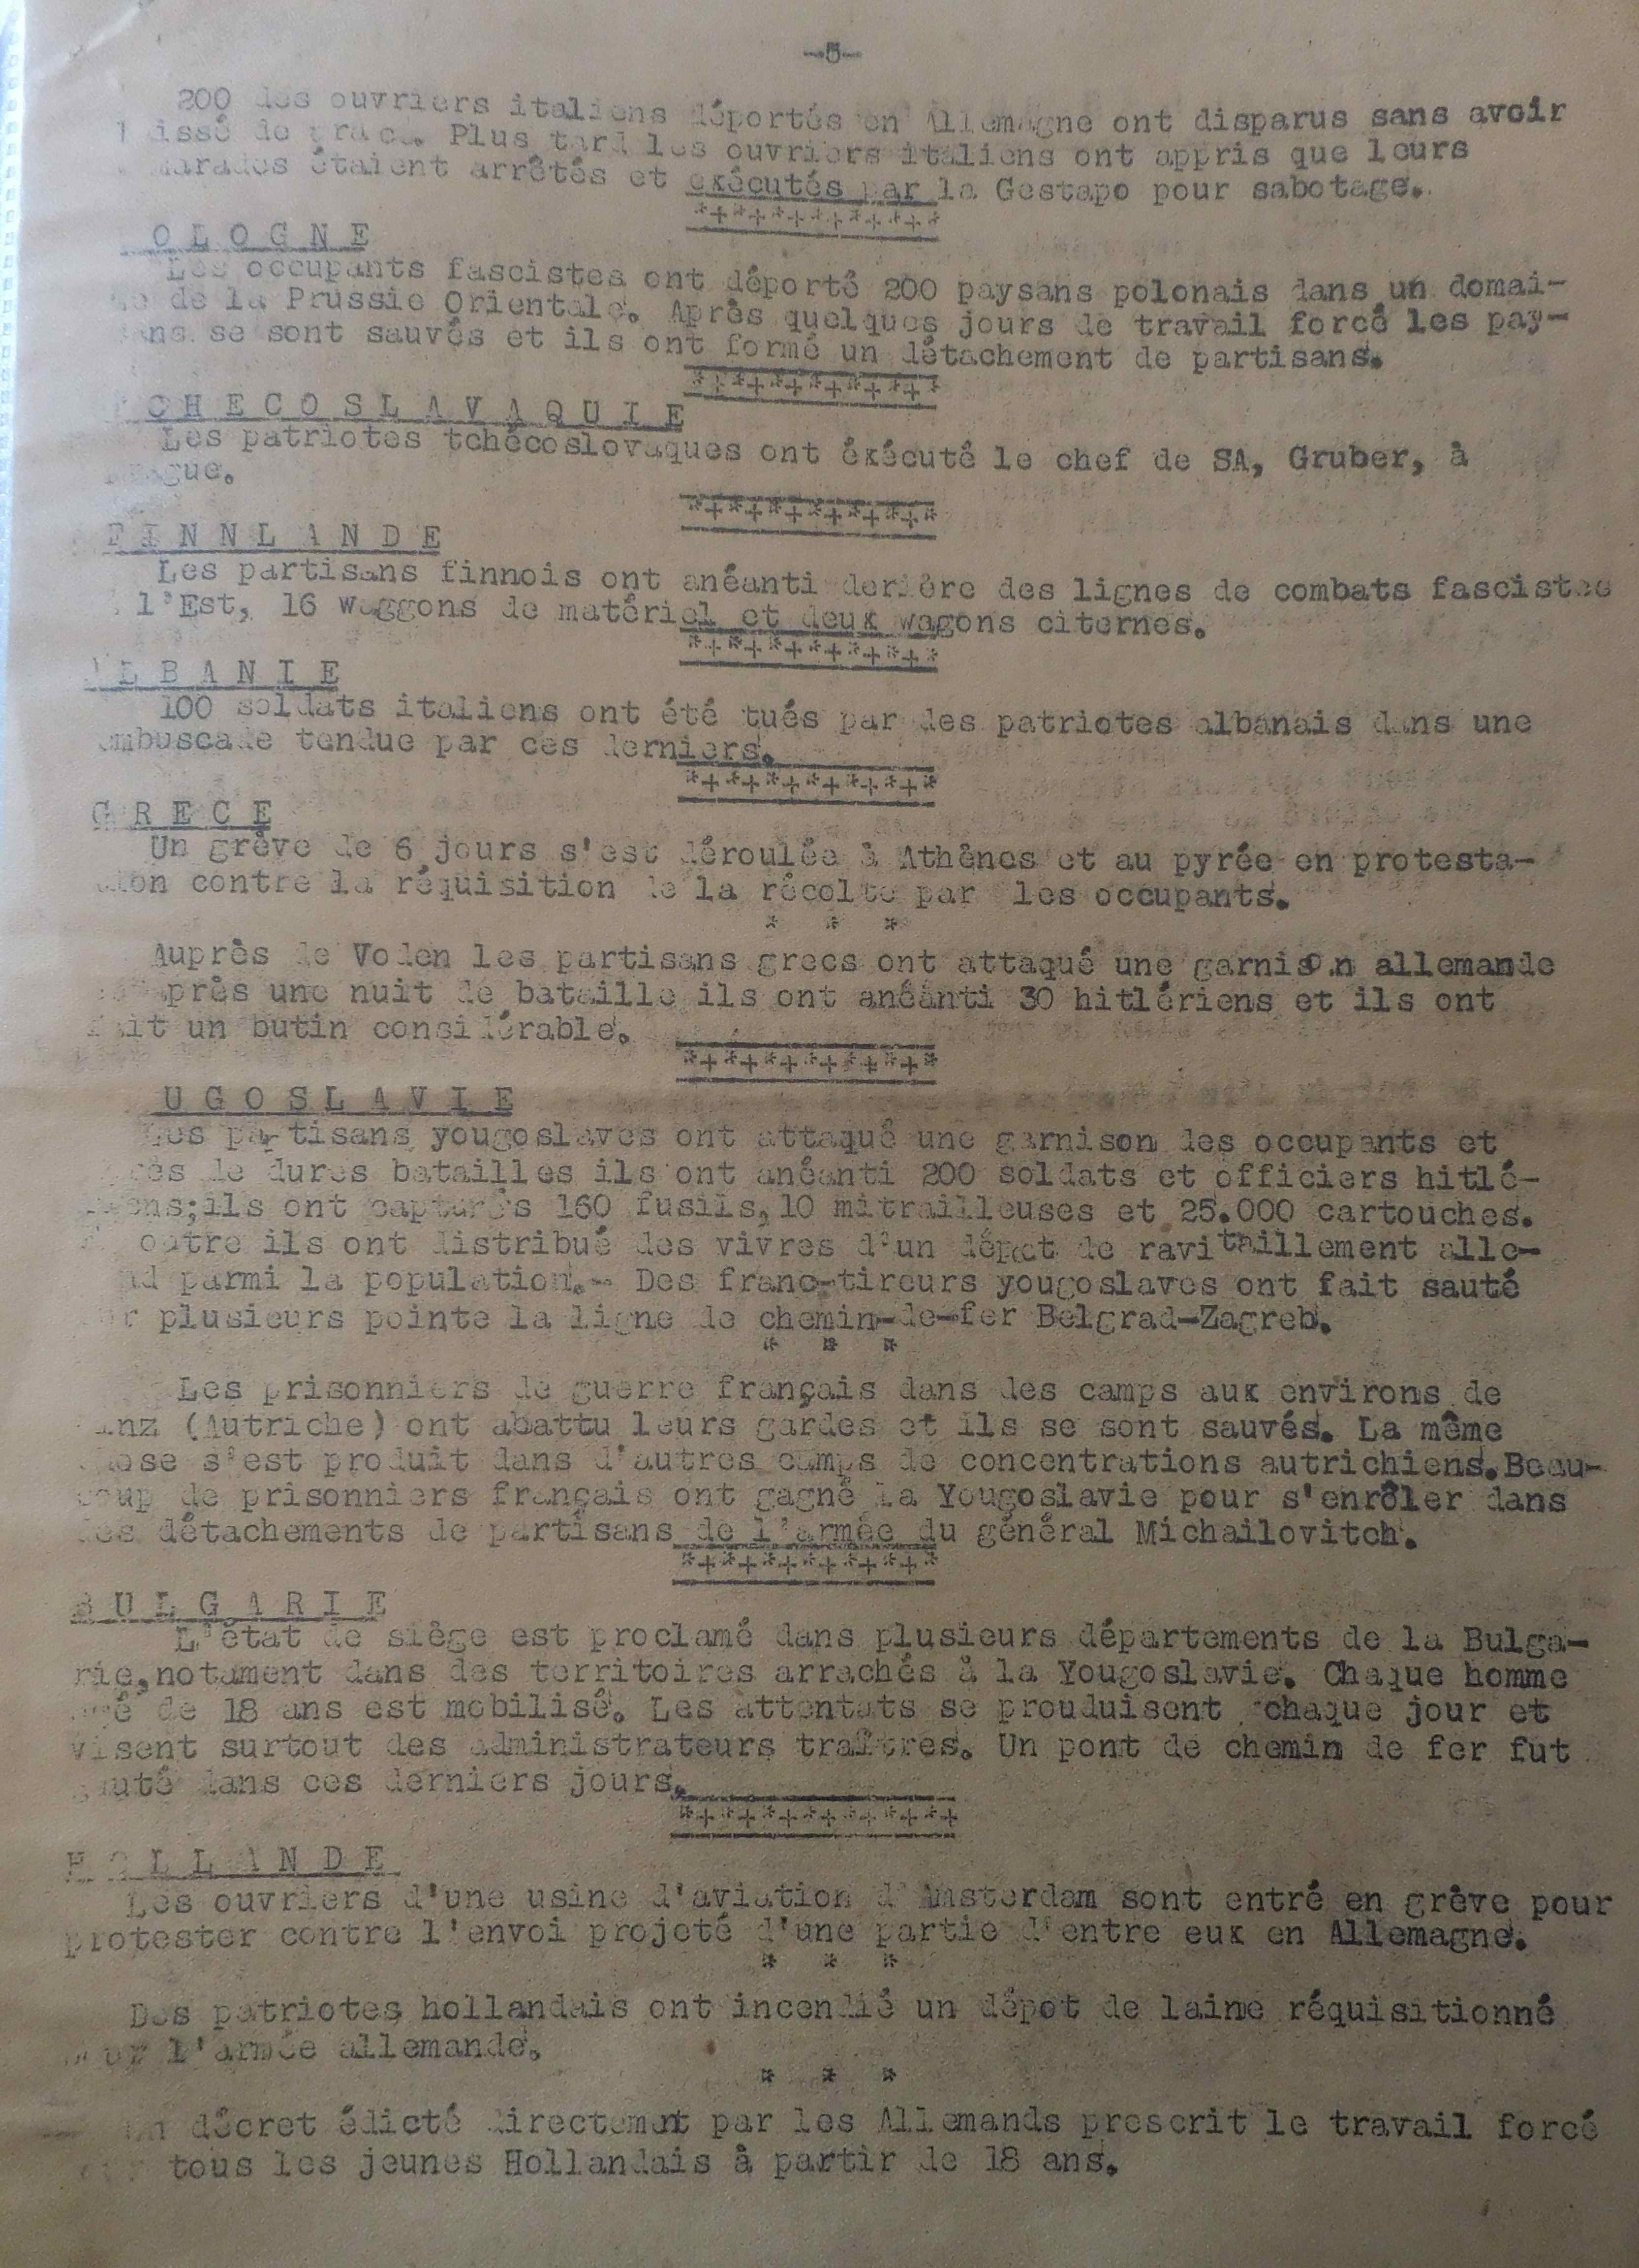 -5-
200 des ouvriers italiens déportés en Allemagne ont disparus sans avoir
issé de trace. Plus tard les ouvriers italiens ont appris que leurs
marades étaient arrêtés et exécutés par la Gestapo pour sabotage.
*+*+*+*+*+*+*
OLOGNE
Les occupants fascistes ont déporté 200 paysans polonais dans un domai-
ne de la Prussie Orientale. Après quelques jours de travail forcé les pay-
sans se sont sauvés et ils ont formé un détachement de partisans.
*+*+*+*+*+*+*
CHECOSLAVAQUIE
Les patriotes tchécoslovaques ont éxécuté le chef de SA, Gruber, à
ague.
*+*+*+*+*+*+*
FINNLANDE
Les partisans finnois ont anéanti derière des lignes de combats fascistes
l'Est, 16 waggons de matériel et deux wagons citernes.
*+*+*+*+*+*+*
LBANIE
100 soldats italiens ont été tués par des patriotes albanais dans une
mbuscade tendue par ces derniers.
*+*+*+*+*+*+*
GRECE
Un grève de 6 jours s'est déroulée à Athènes et au pyrée en protesta-
tion contre la réquisition de la récolte par les occupants.
* * *
Auprès de Voden les partisans grecs ont attaqué une garnison allemande
après une nuit de bataille ils ont anéanti 30 hitlériens et ils ont
fait un butin considérable.
*+*+*+*+*+*+*
UGOSLAVIE
Les partisans yougoslaves ont attaqué une garnison des occupants et
rès de dures batailles ils ont anéanti 200 soldats et officiers hitlé-
iens;ils ont capturés 160 fusils, 10 mitrailleuses et 25.000 cartouches.
outre ils ont distribué des vivres d'un dépot de ravitaillement alle-
nd parmi la population.- Des franc-tireurs yougoslaves ont fait sauté
ur plusieurs pointe la ligne de chemin-de-fer Belgrad-Zagreb.
* * *
Les prisonniers de guerre français dans des camps aux environs de
inz (Autriche) ont abattu leurs gardes et ils se sont sauvés. La même
hose s'est produit dans d'autres camps de concentrations autrichiens.Beau-
coup de prisonniers français ont gagné la Yougoslavie pour s'enrôler dans
des détachements de partisans de l'armée du général Michailovitch.
*+*+*+*+*+*+*
BULGARIE
L'état de siège est proclamé dans plusieurs départements de la Bulga-
rie,notament dans des territoires arrachés à la Yougoslavie. Chaque homme
agé de 18 ans est mobilisé. Les attentats se prouduisent chaque jour et
visent surtout des administrateurs traîtres. Un pont de chemin de fer fut
sauté dans ces derniers jours.
*+*+*+*+*+*+*+
HOLLANDE
Les ouvriers d'une usine d'aviation d'Amsterdam sont entré en grève pour
protester contre l'envoi projeté d'une partie d'entre eux en Allemagne.
* * *
Des patriotes hollandais ont incendié un dépot de laine réquisitionné
our l'armée allemande.
* * *
Un décret édicté directemnt par les Allemands prescrit le travail forcé
tous les jeunes Hollandais à partir de 18 ans.